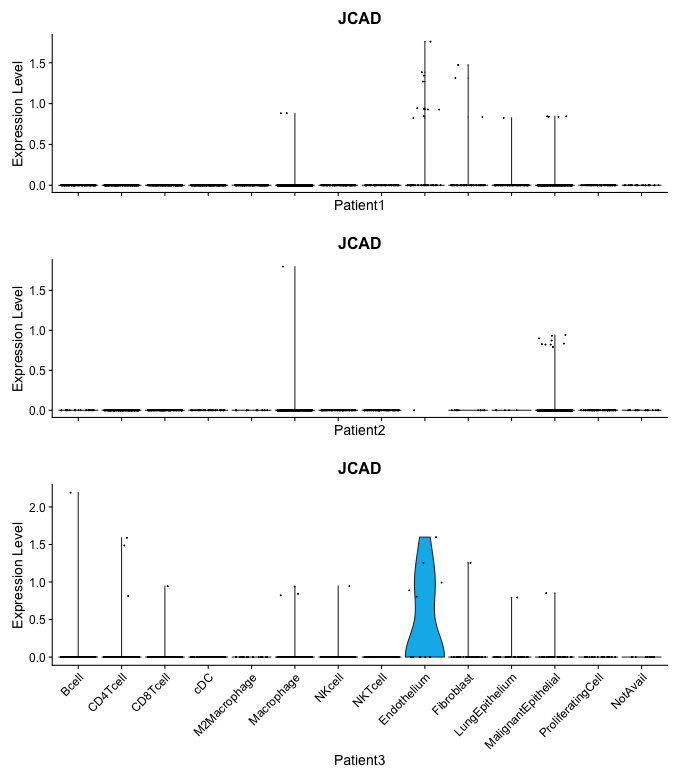 JCAD
Expression Level
1.5
1.0
0.5
0.0
Patient1
JCAD
Expression Level
1.5
1.0
0.5
0.0
Patient2
JCAD
Expression Level
2.0
1.5
1.0
0.5
0.0
Bcell
CD4Tcell
CD8Tcell
cDC
M2Macrophage
Macrophage
NKcell
NKTcell
Endothelium
Fibroblast
LungEpithelium
MalignantEpithelial
ProliferatingCell
NotAvail
Patient3